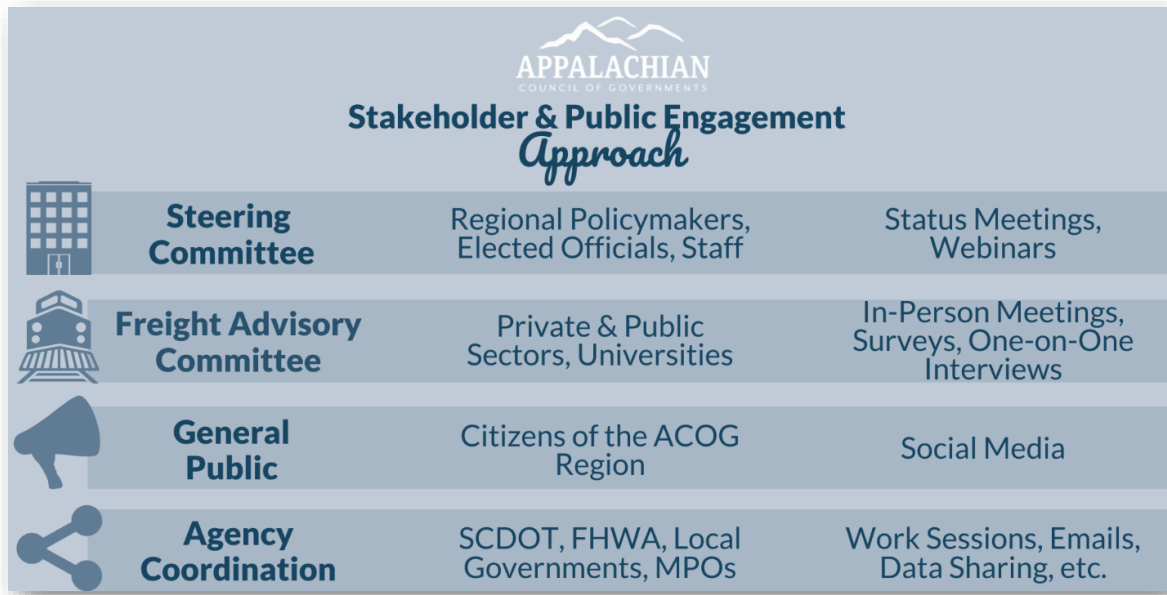 APPALACHIAN
COUNCIL OF GOVERNMENTS
Stakeholder & Public Engagement
Approach
Steering
Committee
Regional Policymakers,
Elected Officials, Staff
Status Meetings,
Webinars
Freight Advisory
Committee
Private & Public
Sectors, Universities
In-Person Meetings,
Surveys, One-on-One
Interviews
General
Public
Citizens of the ACOG
Region
Social Media
Agency
Coordination
SCDOT, FHWA, Local
Governments, MPOs
Work Sessions, Emails,
Data Sharing, etc.